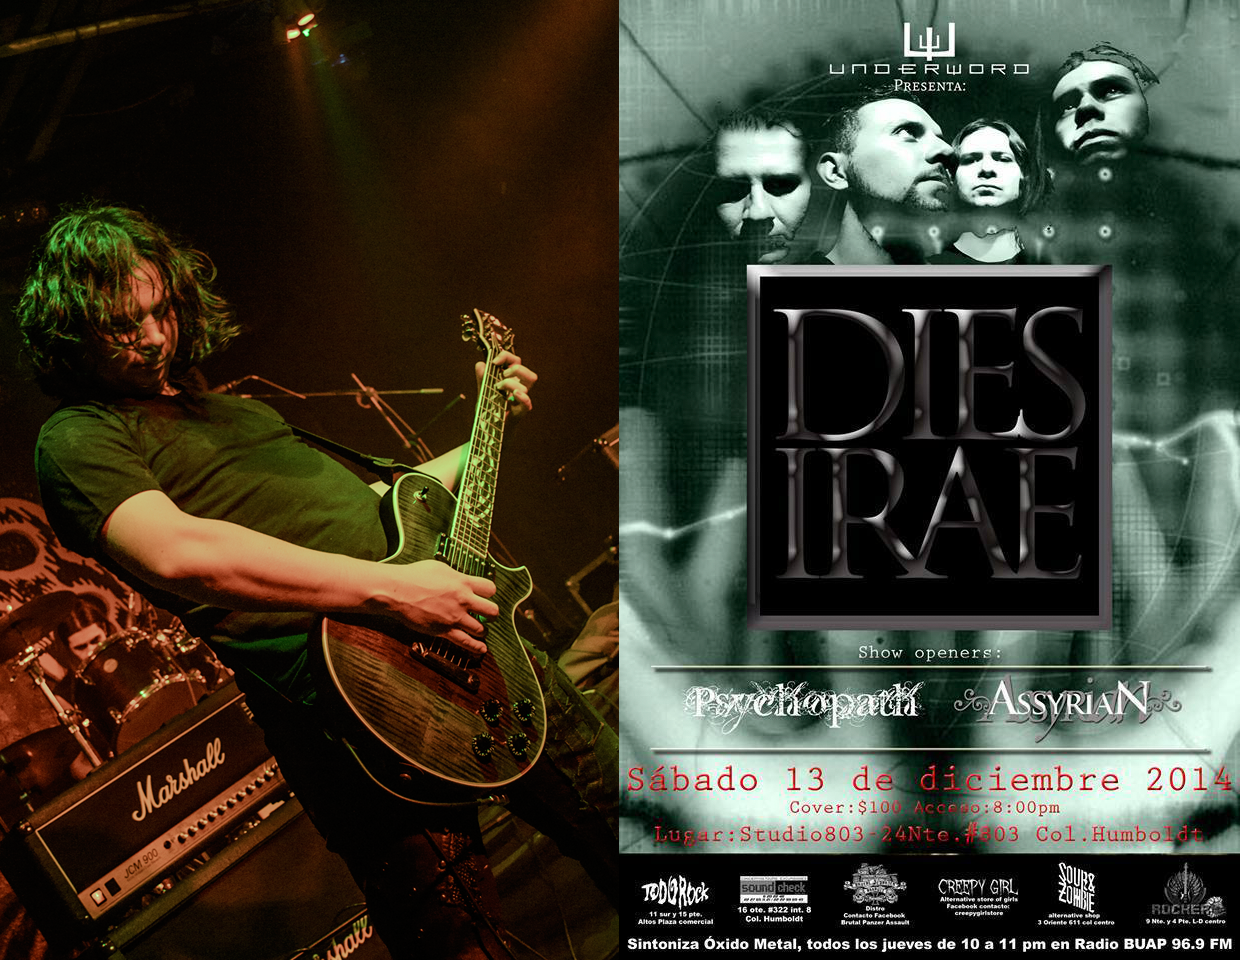 Marshall
JCM 900
Marshall
UNDERWORD
PRESENTA:
DIES
IRAE
Show openers:
Psychopath
ASSYRIAN
Sábado 13 de diciembre 2014
Cover:$100 Acceso:8:00pm
Lugar:Studio803-24Nte.#803 Col.Humboldt
TODO Rock
11 sur y 15 pte.
Altos Plaza comercial
sound check
16 ote. #322 int. 8
Col. Humboldt
Distro
Contacto Facebook
Brutal Panzer Assault
CREEPY GIRL
Alternative store of girls
Facebook contacto:
creepygirlstore
SOUR&
ZOMBIE
alternative shop
3 Oriente 611 col centro
ROCKER
9 Nte. y 4 Pte. L-D centro
Sintoniza Óxido Metal, todos los jueves de 10 a 11 pm en Radio BUAP 96.9 FM